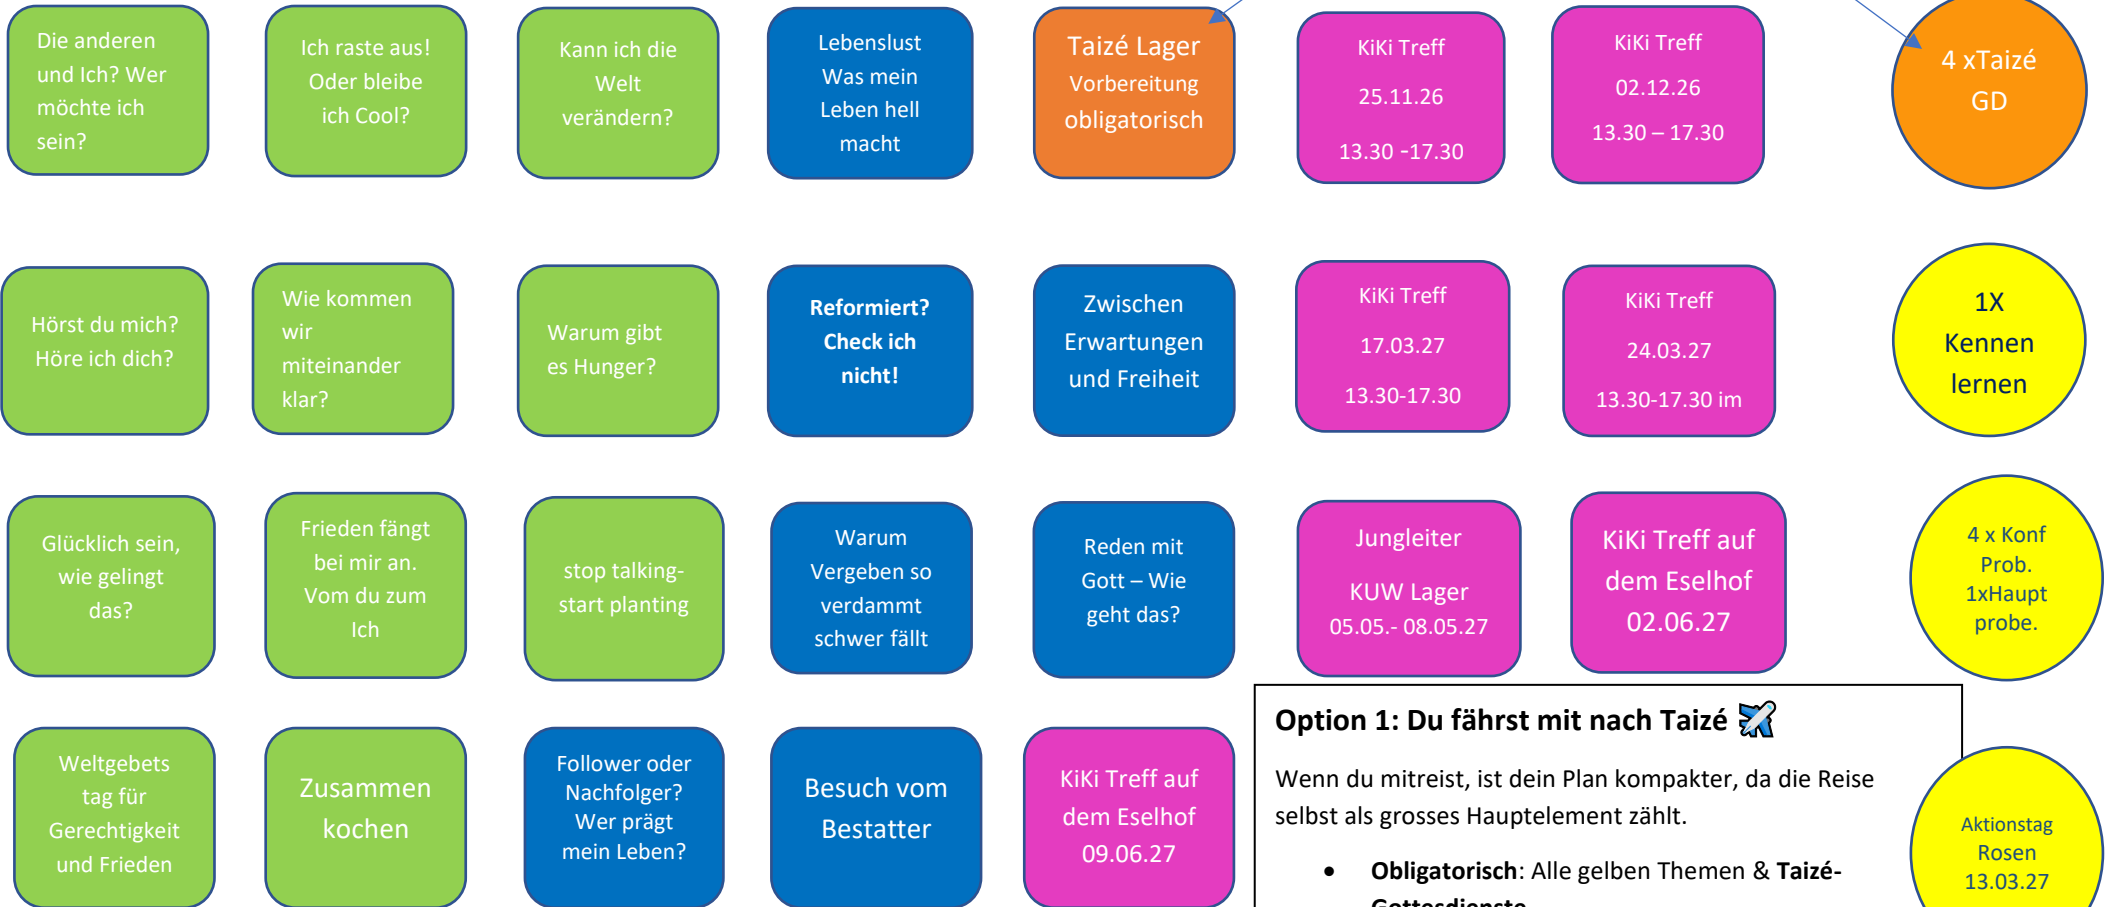 Die anderen
und Ich? Wer
möchte ich
sein?
Ich raste aus!
Oder bleibe
ich Cool?
Kann ich die
Welt
verändern?
Lebenslust
Was mein
Leben hell
macht
Taizé Lager
Vorbereitung
obligatorisch
KiKi Treff
25.11.26
13.30 -17.30
KiKi Treff
02.12.26
13.30 – 17.30
4 xTaizé
GD
Hörst du mich?
Höre ich dich?
Wie kommen
wir
miteinander
klar?
Warum gibt
es Hunger?
Reformiert?
Check ich
nicht!
Zwischen
Erwartungen
und Freiheit
KiKi Treff
17.03.27
13.30-17.30
KiKi Treff
24.03.27
13.30-17.30 im
1X
Kennen
lernen
Glücklich sein,
wie gelingt
das?
Frieden fängt
bei mir an.
Vom du zum
Ich
stop talking-
start planting
Warum
Vergeben so
verdammt
schwer fällt
Reden mit
Gott – Wie
geht das?
Jungleiter
KUW Lager
05.05.- 08.05.27
KiKi Treff auf
dem Eselhof
02.06.27
4 x Konf
Prob.
1xHaupt
probe.
Weltgebets
tag für
Gerechtigkeit
und Frieden
Zusammen
kochen
Follower oder
Nachfolger?
Wer prägt
mein Leben?
Besuch vom
Bestatter
KiKi Treff auf
dem Eselhof
09.06.27
Option 1: Du fährst mit nach Taizé
Wenn du mitreist, ist dein Plan kompakter, da die Reise
selbst als grosses Hauptelement zählt.
• Obligatorisch: Alle gelben Themen & Taizé-
Gottesdienste
Aktionstag
Rosen
13.03.27